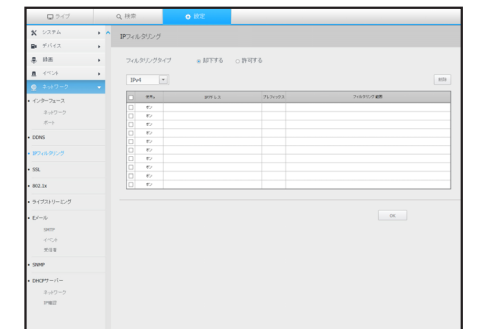 ライブ
検索
設定
システム
デバイス
録画
イベント
ネットワーク
インターフェース
ネットワーク
ポート
DDNS
IPフィルタリング
SSL
802.1x
ライブストリーミング
Eメール
SMTP
イベント
受信者
SNMP
DHCPサーバー
ネットワーク
IP確認
IPフィルタリング
フィルタリングタイプ
却下する
許可する
IPv4
削除
IPアドレス
プレフィックス
フィルタリング範囲
オン
オン
オン
オン
オン
オン
オン
オン
オン
オン
OK